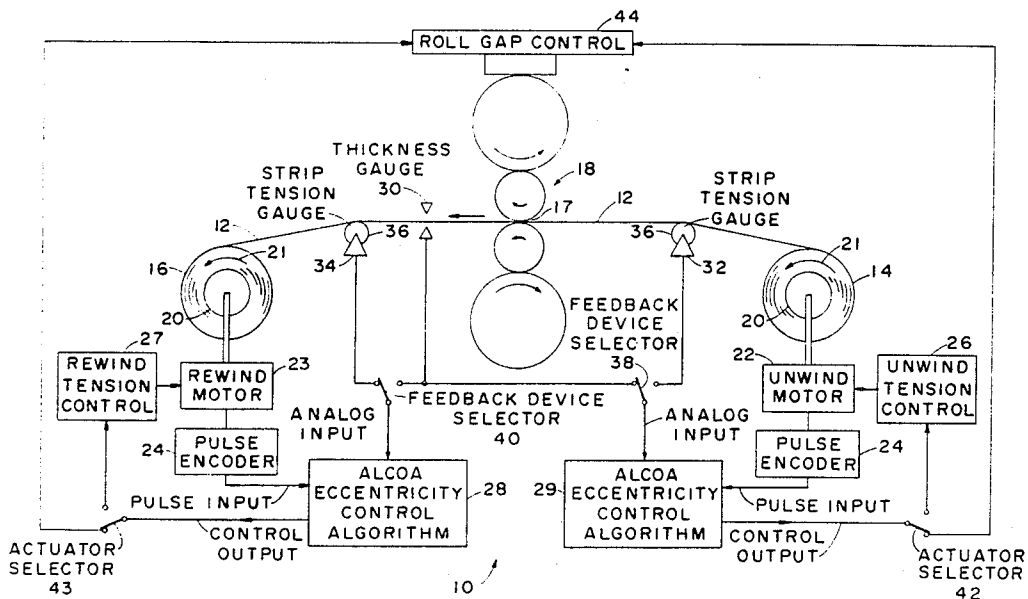 44
ROLL GAP CONTROL
THICKNESS
GAUGE
30
STRIP
TENSION
GAUGE
18
17
12
STRIP
TENSION
GAUGE
12
36
34
36
32
16
21
20
21
14
20
FEEDBACK
DEVICE
SELECTOR
38
27
REWIND
TENSION
CONTROL
23
REWIND
MOTOR
22
UNWIND
MOTOR
26
UNWIND
TENSION
CONTROL
FEEDBACK DEVICE
SELECTOR
40
ANALOG
INPUT
ANALOG
INPUT
24
PULSE
ENCODER
PULSE
ENCODER
24
PULSE INPUT
ALCOA
ECCENTRICITY
CONTROL
ALGORITHM
28
29
ALCOA
ECCENTRICITY
CONTROL
ALGORITHM
PULSE INPUT
CONTROL
OUTPUT
CONTROL
OUTPUT
ACTUATOR
SELECTOR
43
10
ACTUATOR
SELECTOR
42